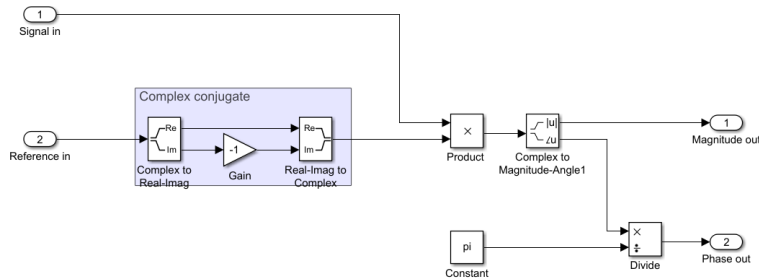 1
Signal in
Complex conjugate
2
Reference in
Re
Im
Complex to
Real-Imag
-1
Gain
Re
Im
Real-Imag to
Complex
×
Product
|u|
∠u
Complex to
Magnitude-Angle1
1
Magnitude out
pi
Constant
×
÷
Divide
2
Phase out